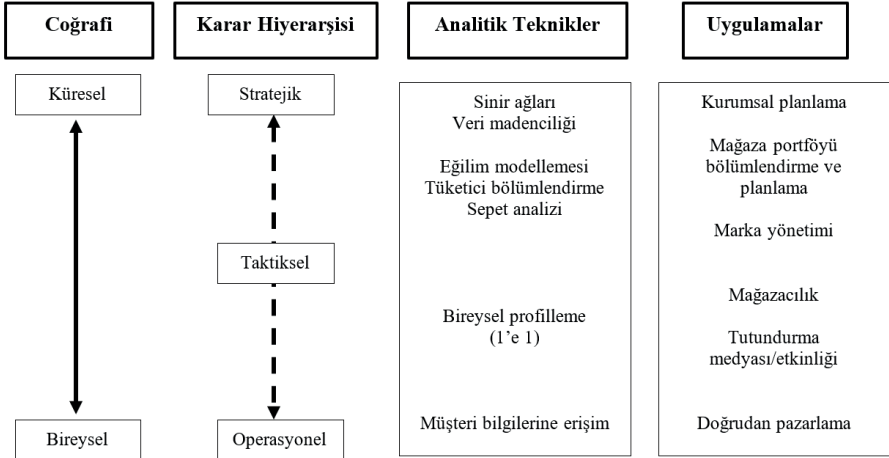 Coğrafi
Karar Hiyerarşisi
Analitik Teknikler
Uygulamalar
Küresel
Bireysel
Stratejik
Taktiksel
Operasyonel
Sinir ağları
Veri madenciliği
Eğilim modellemesi
Tüketici bölümlendirme
Sepet analizi
Bireysel profilleme
(1’e 1)
Müşteri bilgilerine erişim
Kurumsal planlama
Mağaza portföyü
bölümlendirme ve
planlama
Marka yönetimi
Mağazacılık
Tutundurma
medyası/etkinliği
Doğrudan pazarlama